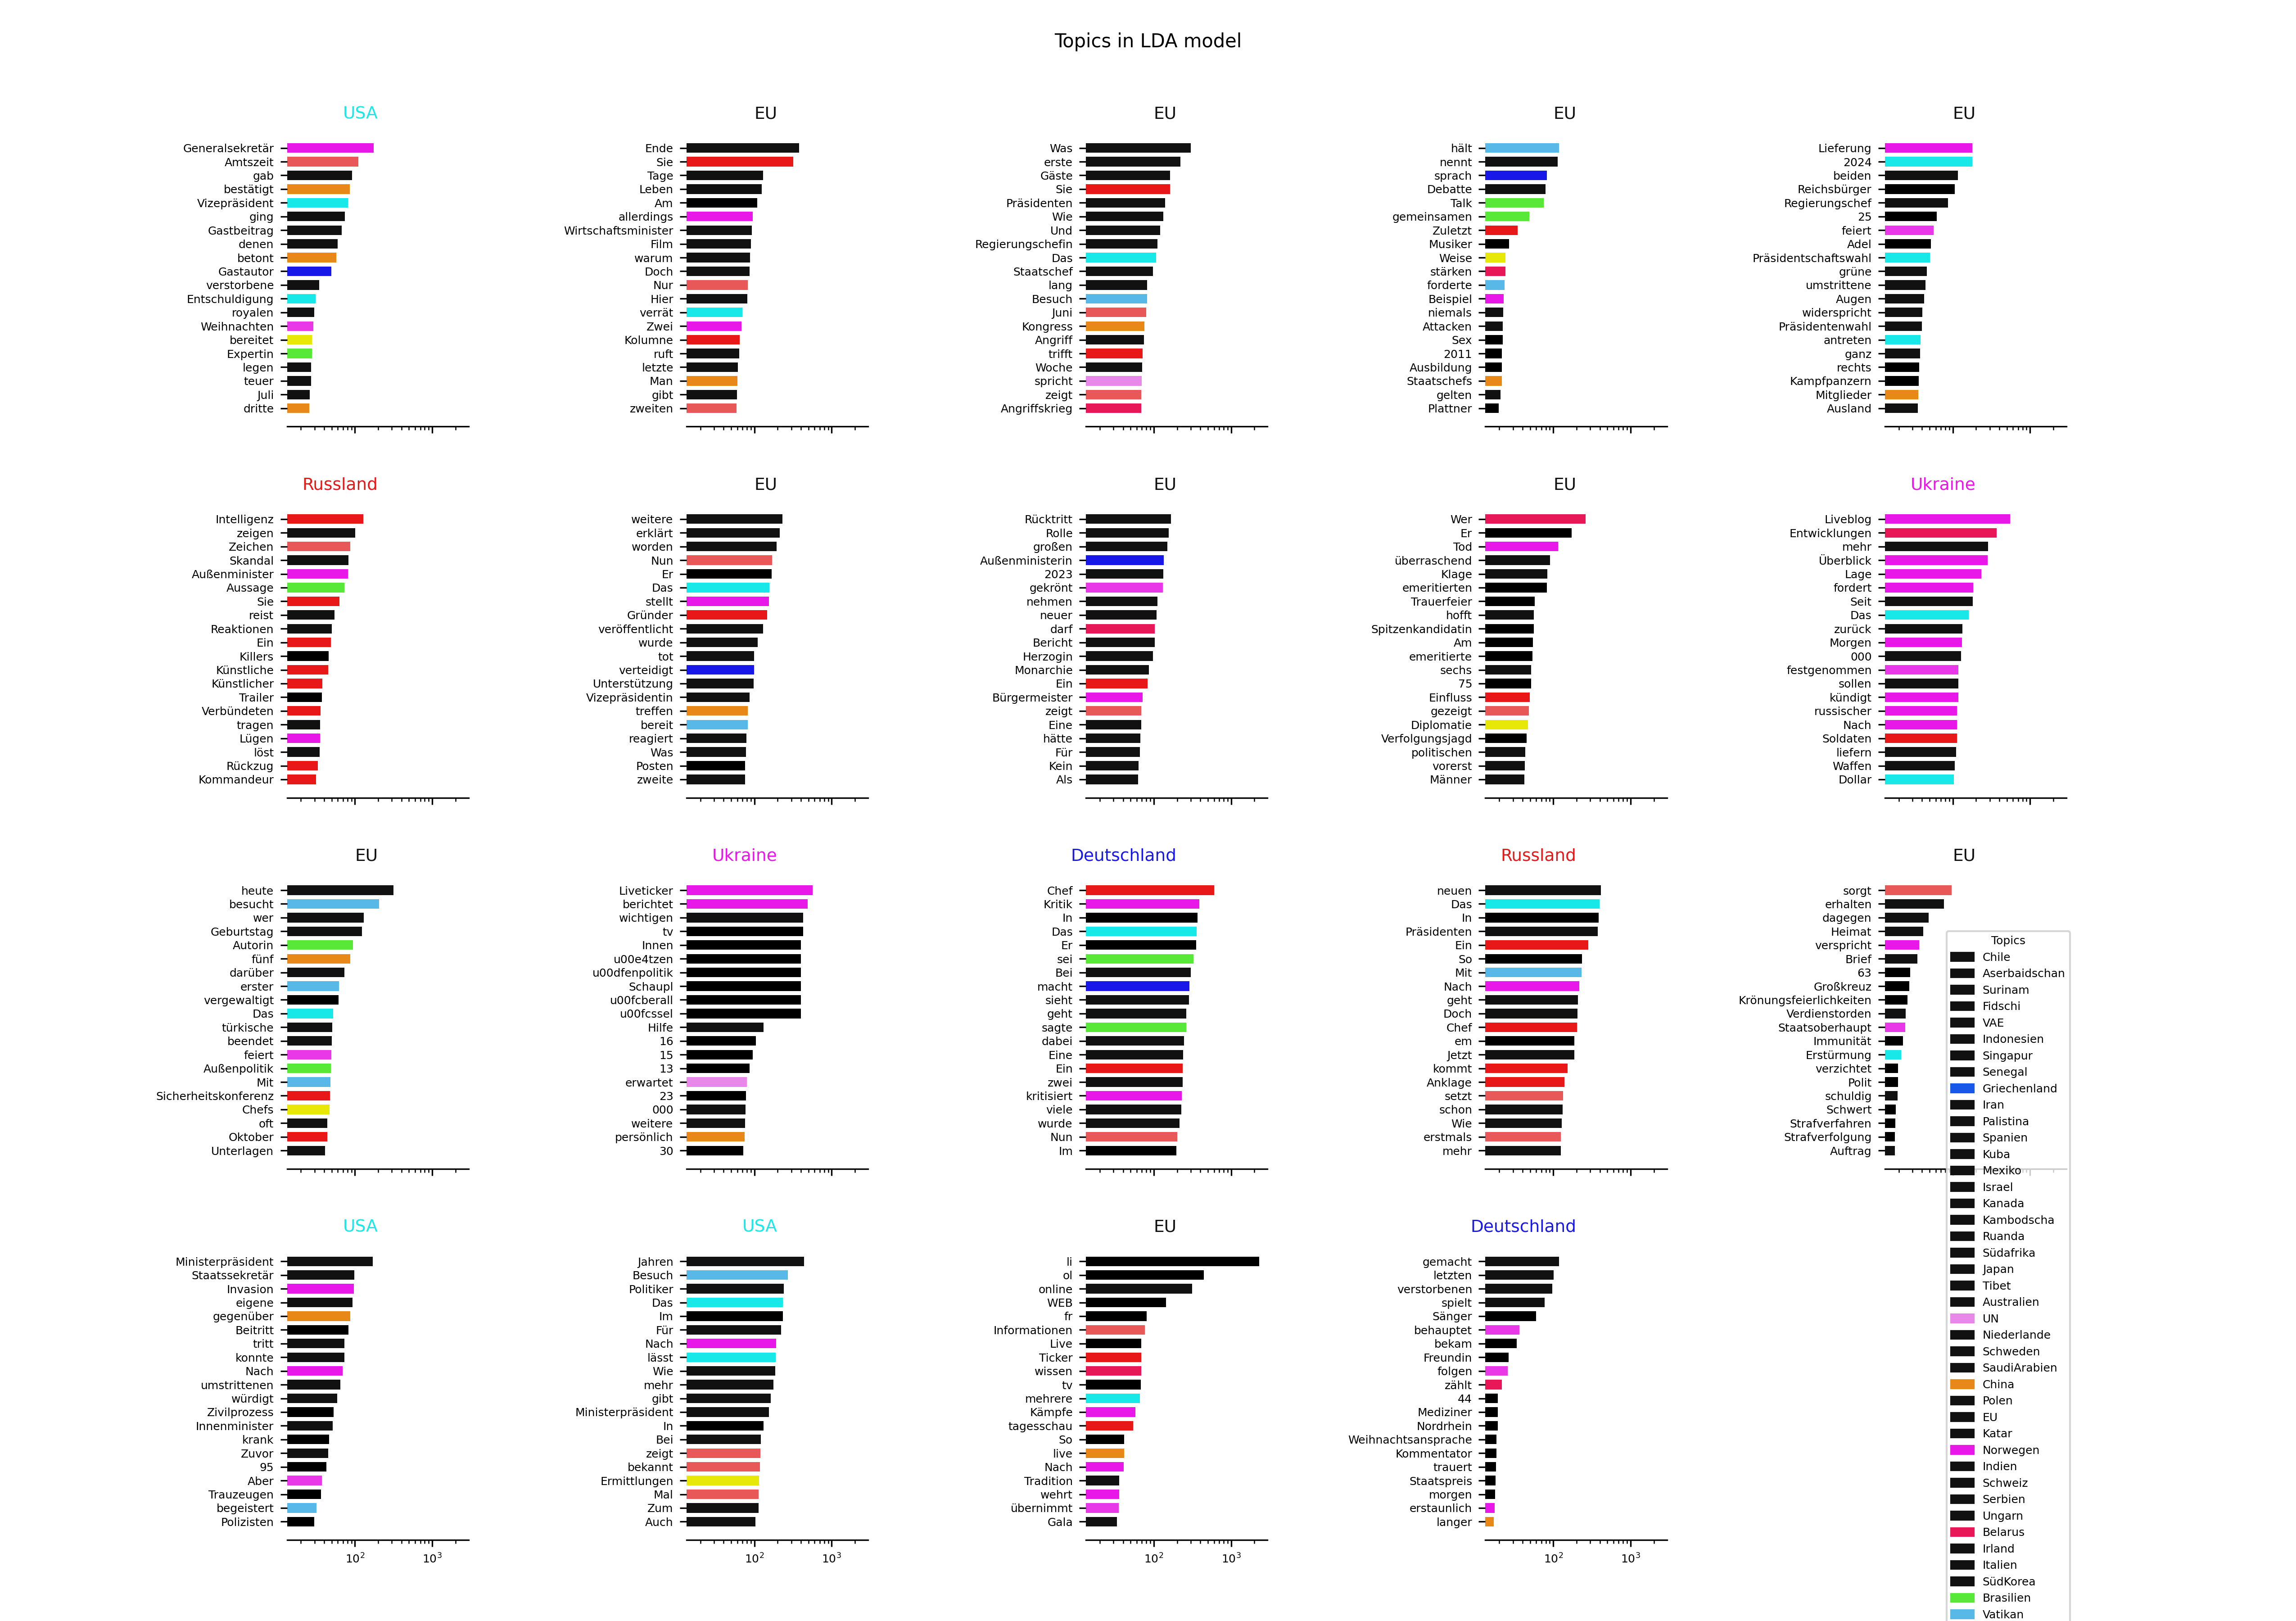 Topics in LDA model
USA
Generalsekretär
Amtszeit
gab
bestätigt
Vizepräsident
ging
Gastbeitrag
denen
betont
Gastautor
verstorbene
Entschuldigung
royalen
Weihnachten
bereitet
Expertin
legen
teuer
Juli
dritte
EU
Ende
Sie
Tage
Leben
Am
allerdings
Wirtschaftsminister
Film
warum
Doch
Nur
Hier
verrät
Zwei
Kolumne
ruft
letzte
Man
gibt
zweiten
EU
Was
erste
Gäste
Sie
Präsidenten
Wie
Und
Regierungschefin
Das
Staatschef
lang
Besuch
Juni
Kongress
Angriff
trifft
Woche
spricht
zeigt
Angriffskrieg
EU
hält
nennt
sprach
Debatte
Talk
gemeinsamen
Zuletzt
Musiker
Weise
stärken
forderte
Beispiel
niemals
Attacken
Sex
2011
Ausbildung
Staatschefs
gelten
Plattner
EU
Lieferung
2024
beiden
Reichsbürger
Regierungschef
25
feiert
Adel
Präsidentschaftswahl
grüne
umstrittene
Augen
widerspricht
Präsidentenwahl
antreten
ganz
rechts
Kampfpanzern
Mitglieder
Ausland
Russland
Intelligenz
zeigen
Zeichen
Skandal
Außenminister
Aussage
Sie
reist
Reaktionen
Ein
Killers
Künstliche
Künstlicher
Trailer
Verbündeten
tragen
Lügen
löst
Rückzug
Kommandeur
EU
weitere
erklärt
worden
Nun
Er
Das
stellt
Gründer
veröffentlicht
wurde
tot
verteidigt
Unterstützung
Vizepräsidentin
treffen
bereit
reagiert
Was
Posten
zweite
EU
Rücktritt
Rolle
großen
Außenministerin
2023
gekrönt
nehmen
neuer
darf
Bericht
Herzogin
Monarchie
Ein
Bürgermeister
zeigt
Eine
hätte
Für
Kein
Als
EU
Wer
Er
Tod
überraschend
Klage
emeritierten
Trauerfeier
hofft
Spitzenkandidatin
Am
emeritierte
sechs
75
Einfluss
gezeigt
Diplomatie
Verfolgungsjagd
politischen
vorerst
Männer
Ukraine
Liveblog
Entwicklungen
mehr
Überblick
Lage
fordert
Seit
Das
zurück
Morgen
000
festgenommen
sollen
kündigt
russischer
Nach
Soldaten
liefern
Waffen
Dollar
EU
heute
besucht
wer
Geburtstag
Autorin
fünf
darüber
erster
vergewaltigt
Das
türkische
beendet
feiert
Außenpolitik
Mit
Sicherheitskonferenz
Chefs
oft
Oktober
Unterlagen
Ukraine
Liveticker
berichtet
wichtigen
tv
Innen
u00e4tzen
u00dfenpolitik
Schaupl
u00fcberall
u00fcssel
Hilfe
16
15
13
erwartet
23
000
weitere
persönlich
30
Deutschland
Chef
Kritik
In
Das
Er
sei
Bei
macht
sieht
geht
sagte
dabei
Eine
Ein
zwei
kritisiert
viele
wurde
Nun
Im
Russland
neuen
Das
In
Präsidenten
Ein
So
Mit
Nach
geht
Doch
Chef
em
Jetzt
kommt
Anklage
setzt
schon
Wie
erstmals
mehr
EU
sorgt
erhalten
dagegen
Heimat
verspricht
Brief
63
Großkreuz
Krönungsfeierlichkeiten
Verdienstorden
Staatsoberhaupt
Immunität
Erstürmung
verzichtet
Polit
schuldig
Schwert
Strafverfahren
Strafverfolgung
Auftrag
USA
Ministerpräsident
Staatssekretär
Invasion
eigene
gegenüber
Beitritt
tritt
konnte
Nach
umstrittenen
würdigt
Zivilprozess
Innenminister
krank
Zuvor
95
Aber
Trauzeugen
begeistert
Polizisten
10²
10³
USA
Jahren
Besuch
Politiker
Das
Im
Für
Nach
lässt
Wie
mehr
gibt
Ministerpräsident
In
Bei
zeigt
bekannt
Ermittlungen
Mal
Zum
Auch
10²
10³
EU
li
ol
online
WEB
fr
Informationen
Live
Ticker
wissen
tv
mehrere
Kämpfe
tagesschau
So
live
Nach
Tradition
wehrt
übernimmt
Gala
10²
10³
Deutschland
gemacht
letzten
verstorbenen
spielt
Sänger
behauptet
bekam
Freundin
folgen
zählt
44
Mediziner
Nordrhein
Weihnachtsansprache
Kommentator
trauert
Staatspreis
morgen
erstaunlich
langer
10²
10³
Topics
Chile
Aserbaidschan
Surinam
Fidschi
VAE
Indonesien
Singapur
Senegal
Griechenland
Iran
Palistina
Spanien
Kuba
Mexiko
Israel
Kanada
Kambodscha
Ruanda
Südafrika
Japan
Tibet
Australien
UN
Niederlande
Schweden
SaudiArabien
China
Polen
EU
Katar
Norwegen
Indien
Schweiz
Serbien
Ungarn
Belarus
Irland
Italien
SüdKorea
Brasilien
Vatikan